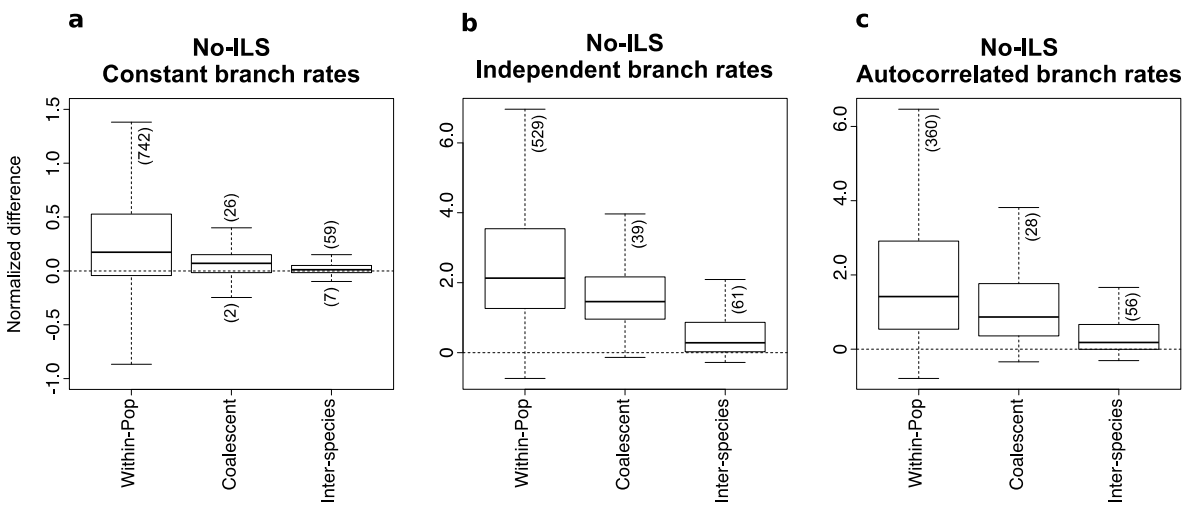 a
No-ILS
Constant branch rates
Normalized difference
1.5
1.0
0.5
0.0
-0.5
-1.0
(742)
(26)
(2)
(59)
(7)
Within-Pop
Coalescent
Inter-species
b
No-ILS
Independent branch rates
6.0
4.0
2.0
0
(529)
(39)
(61)
Within-Pop
Coalescent
Inter-species
c
No-ILS
Autocorrelated branch rates
6.0
4.0
2.0
0
(360)
(28)
(56)
Within-Pop
Coalescent
Inter-species